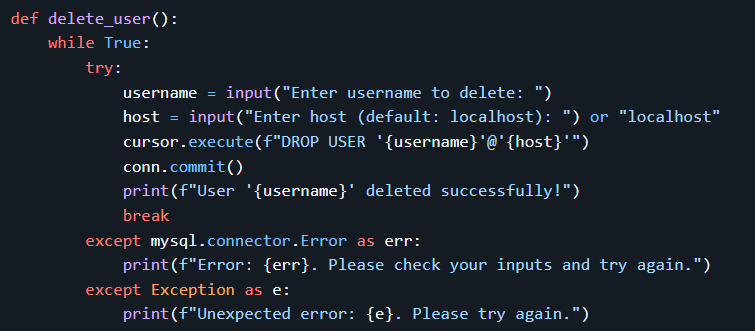 def delete_user():
    while True:
        try:
            username = input("Enter username to delete: ")
            host = input("Enter host (default: localhost): ") or "localhost"
            cursor.execute(f"DROP USER '{username}'@'{host}'")
            conn.commit()
            print(f"User '{username}' deleted successfully!")
            break
        except mysql.connector.Error as err:
            print(f"Error: {err}. Please check your inputs and try again.")
        except Exception as e:
            print(f"Unexpected error: {e}. Please try again.")